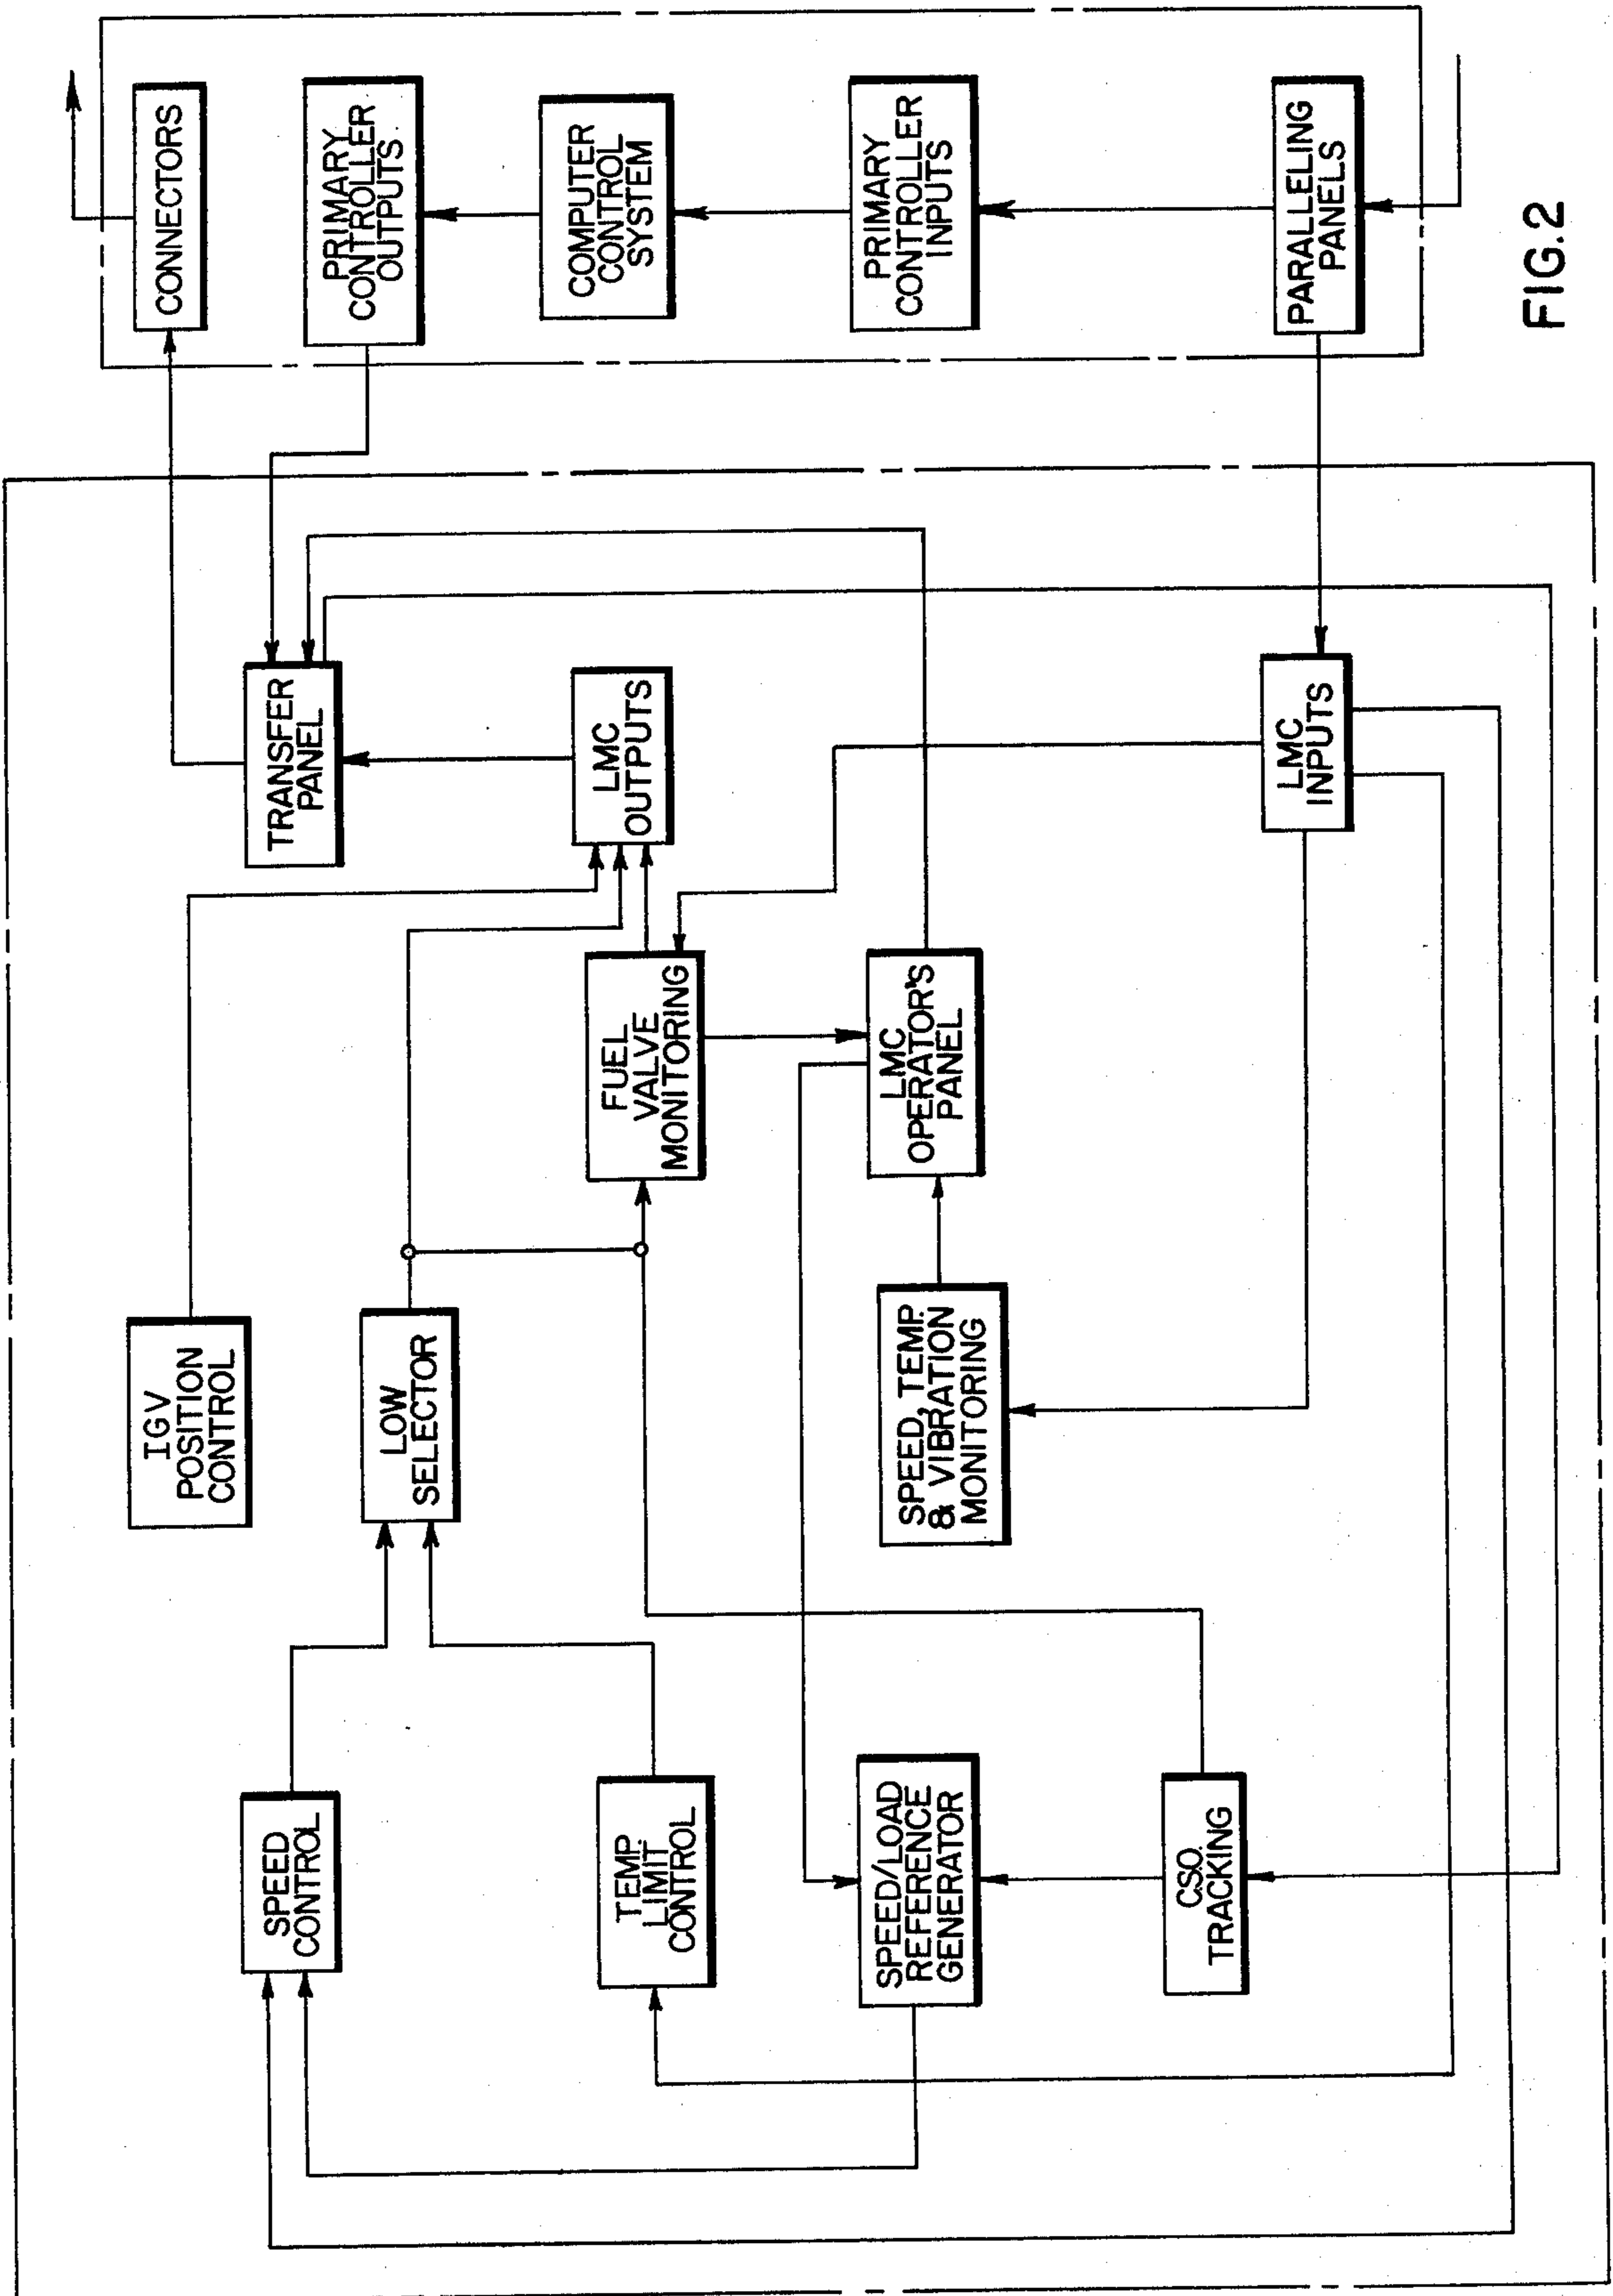 CONNECTORS
PRIMARY
CONTROLLER
OUTPUTS
COMPUTER
CONTROL
SYSTEM
PRIMARY
CONTROLLER
INPUTS
PARALLELING
PANELS
TRANSFER
PANEL
LMC
OUTPUTS
LMC
INPUTS
FUEL
VALVE
MONITORING
LMC
OPERATOR'S
PANEL
IGV
POSITION
CONTROL
LOW
SELECTOR
SPEED, TEMP.
& VIBRATION
MONITORING
SPEED
CONTROL
TEMP.
LIMIT
CONTROL
SPEED/LOAD
REFERENCE
GENERATOR
C.S.O.
TRACKING
FIG.2